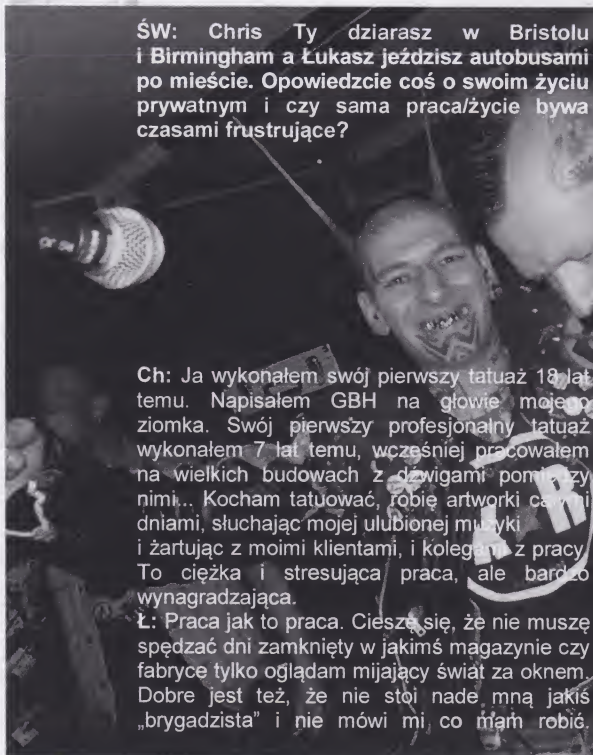 ŚW: Chris Ty dziarasz w Bristolu
i Birmingham a Łukasz jeździsz autobusami
po mieście. Opowiedzcie coś o swoim życiu
prywatnym i czy sama praca/życie bywa
czasami frustrujące?
Ch: Ja wykonałem swój pierwszy tatuaż 18 lat
temu. Napisałem GBH na głowie mojego
ziomka. Swój pierwszy profesjonalny tatuaż
wykonałem 7 lat temu, wcześniej pracowałem
na wielkich budowach z dźwigami pomiędzy
nimi... Kocham tatuować, robię artworki całymi
dniami, słuchając mojej ulubionej muzyki
i żartując z moimi klientami, i kolegami z pracy.
To ciężka i stresująca praca, ale bardzo
wynagradzająca.
Ł: Praca jak to praca. Cieszę się, że nie muszę
spędzać dni zamknięty w jakimś magazynie czy
fabryce tylko oglądam mijający świat za oknem.
Dobre jest też, że nie stoi nade mną jakiś
„brygadzista" i nie mówi mi co mam robić.